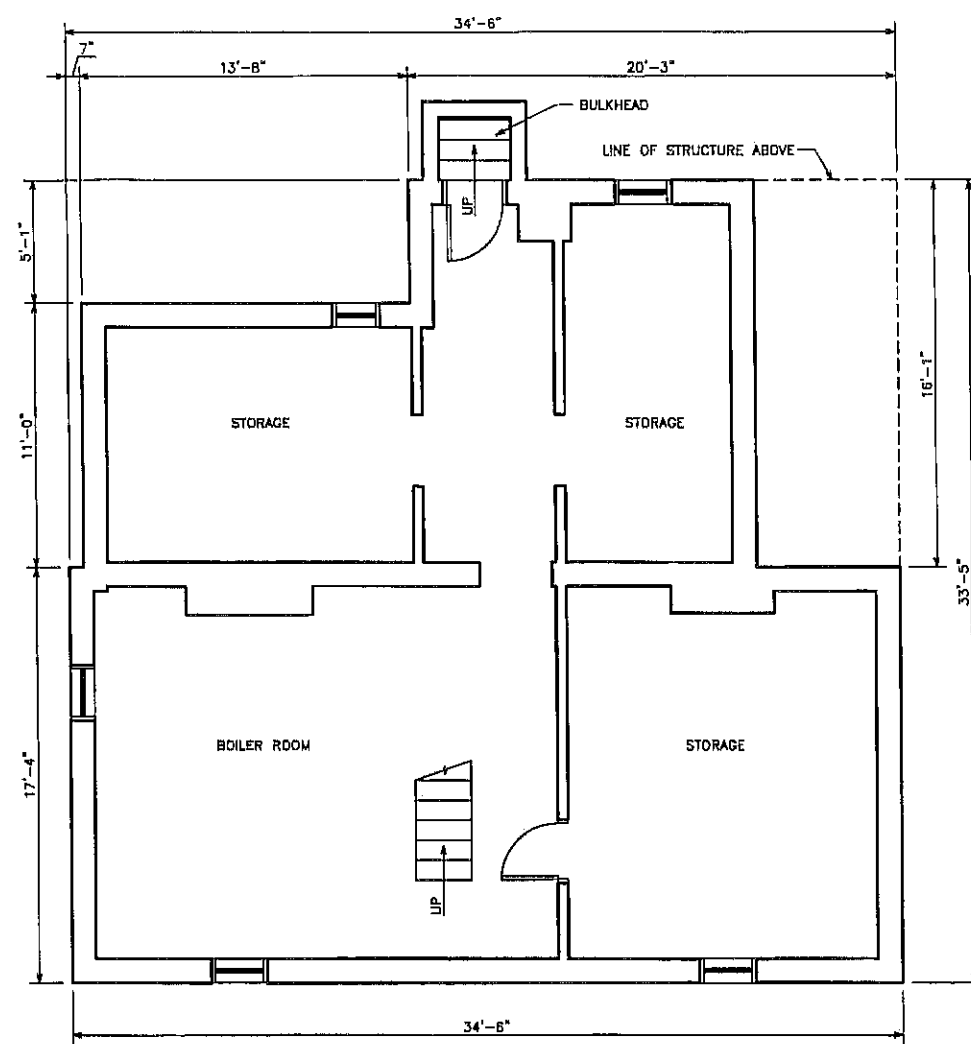 34'-6"
7"
13'-8"
20'-3"
BULKHEAD
LINE OF STRUCTURE ABOVE
UP
5'-1"
16'-1"
11'-0"
STORAGE
STORAGE
33'-5"
BOILER ROOM
STORAGE
17'-4"
UP
34'-6"